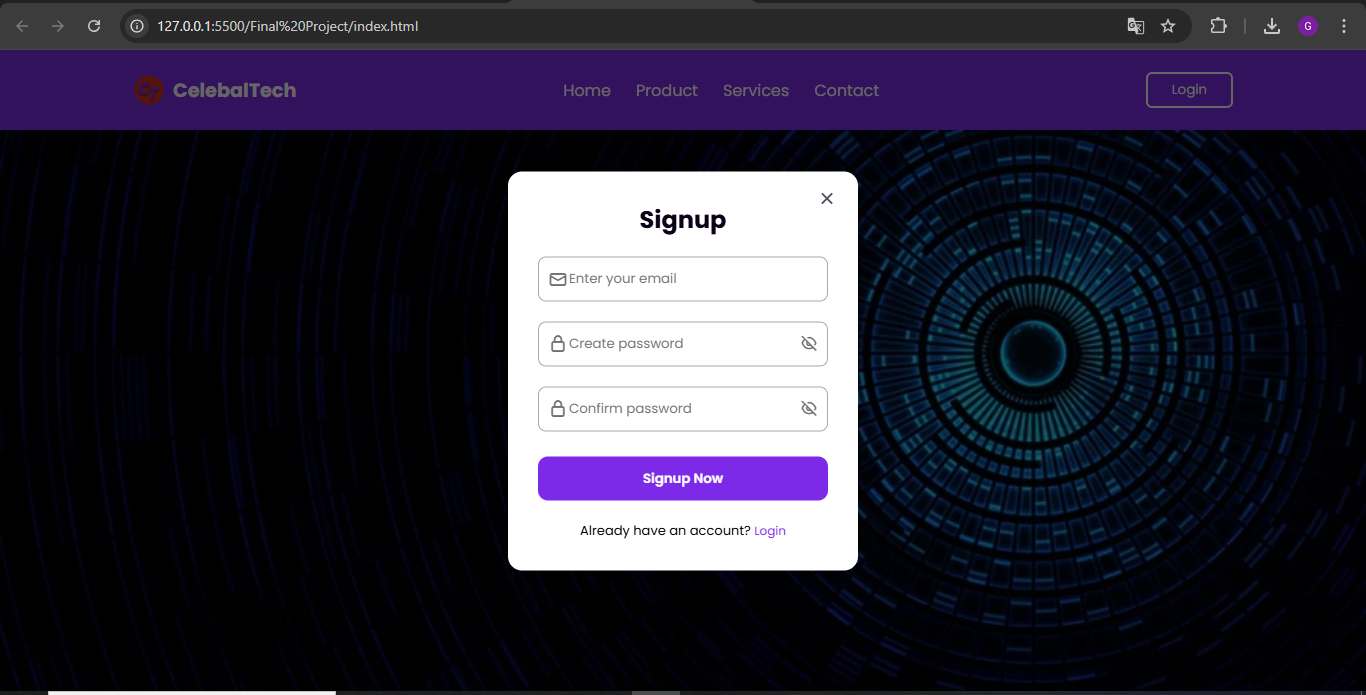 127.0.0.1:5500/Final%20Project/index.html
G
CelebalTech
Home Product Services Contact
Login
Signup
Enter your email
Create password
Confirm password
Signup Now
Already have an account? Login